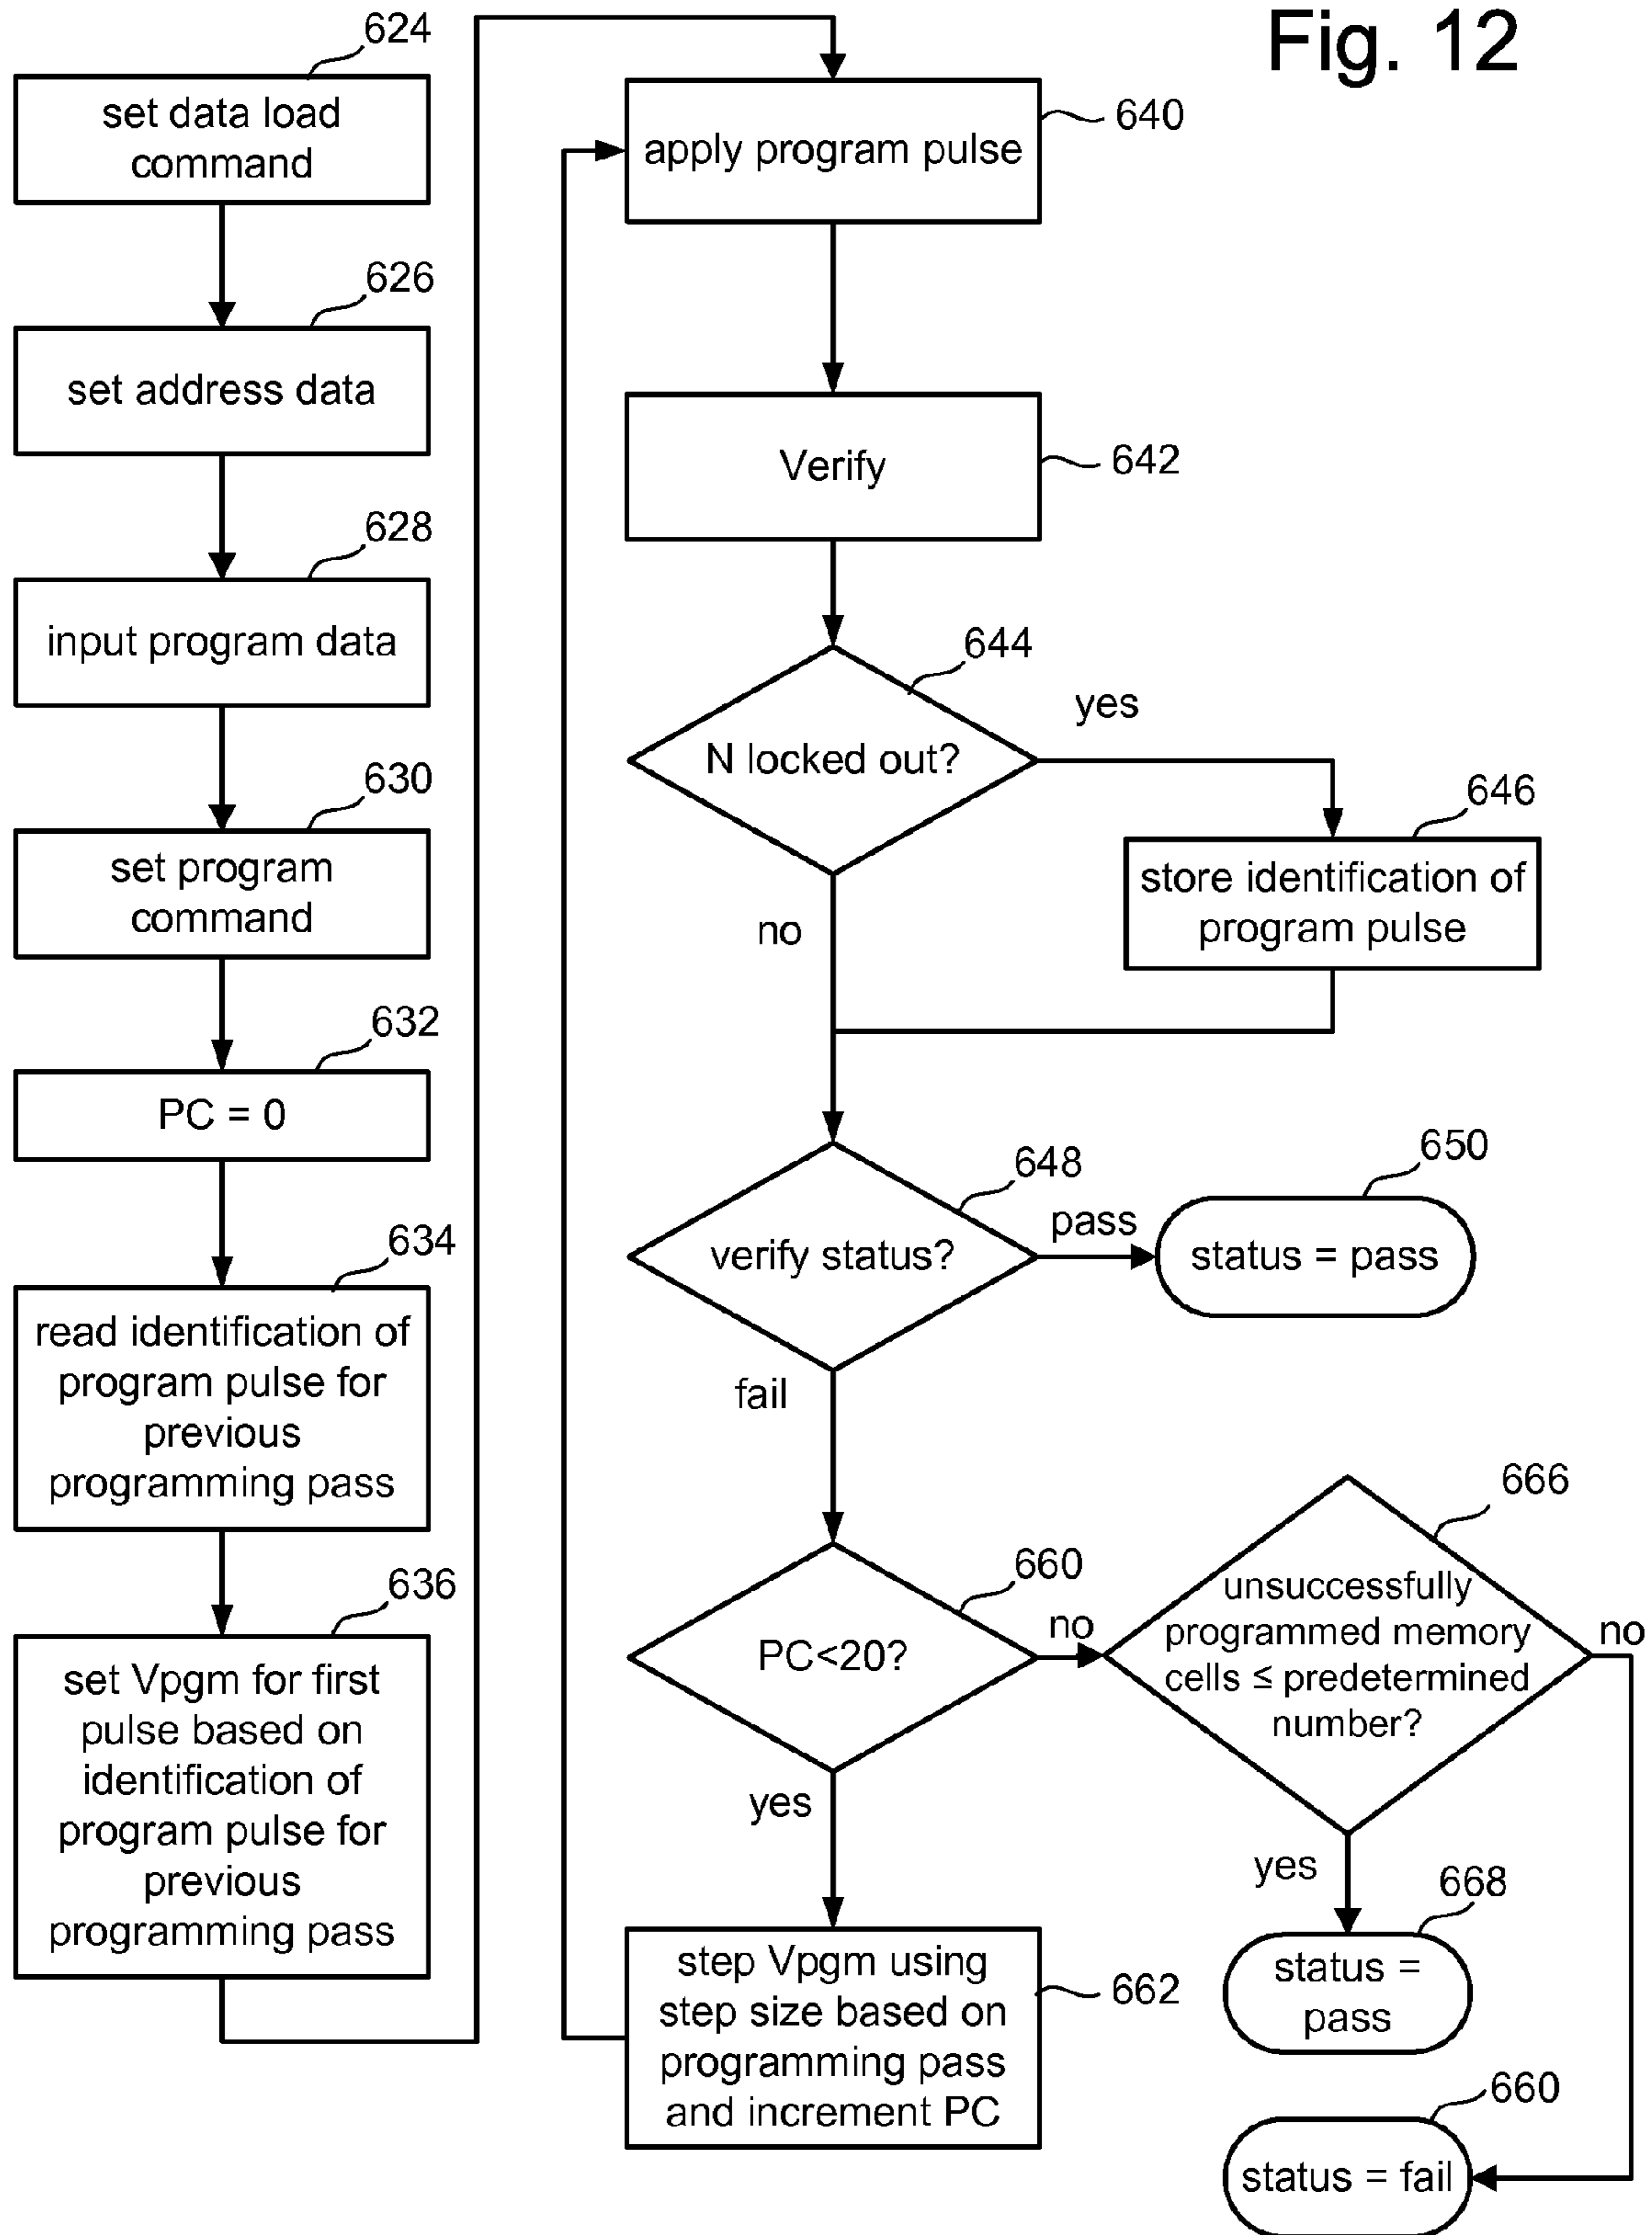 Fig. 12
624
set data load
command
626
set address data
628
input program data
630
set program
command
632
PC = 0
634
read identification of
program pulse for
previous
programming pass
636
set Vpgm for first
pulse based on
identification of
program pulse for
previous
programming pass
640
apply program pulse
642
Verify
644
N locked out?
yes
no
646
store identification of
program pulse
648
verify status?
pass
fail
650
status = pass
660
PC<20?
no
yes
662
step Vpgm using
step size based on
programming pass
and increment PC
666
unsuccessfully
programmed memory
cells ≤ predetermined
number?
no
yes
668
status =
pass
660
status = fail